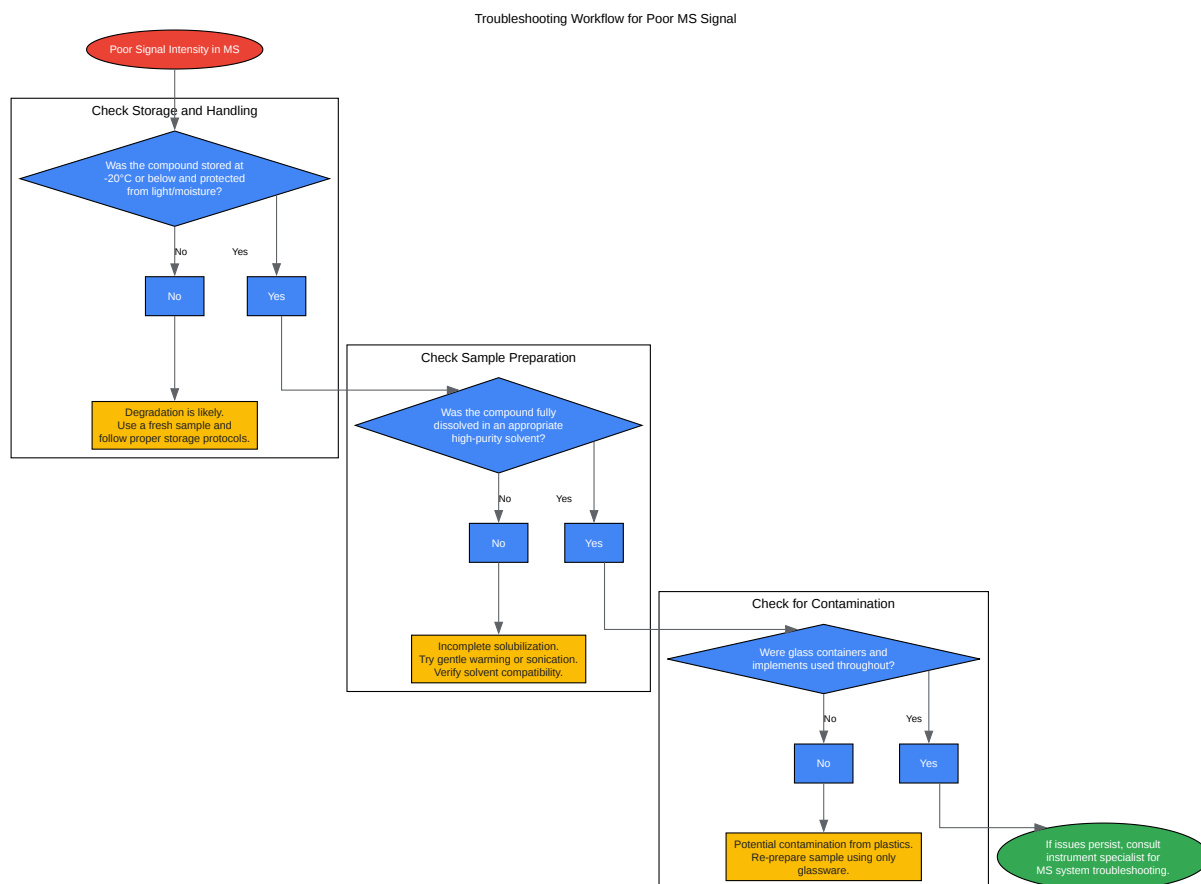 Troubleshooting Workflow for Poor MS Signal
Poor Signal Intensity in MS
Check Storage and Handling
Was the compound stored at
-20°C or below and protected
from light/moisture?
No
Yes
No
Yes
Degradation is likely.
Use a fresh sample and
follow proper storage protocols.
Check Sample Preparation
Was the compound fully
dissolved in an appropriate
high-purity solvent?
No
Yes
No
Yes
Incomplete solubilization.
Try gentle warming or sonication.
Verify solvent compatibility.
Check for Contamination
Were glass containers and
implements used throughout?
No
Yes
No
Yes
Potential contamination from plastics.
Re-prepare sample using only
glassware.
If issues persist, consult
instrument specialist for
MS system troubleshooting.